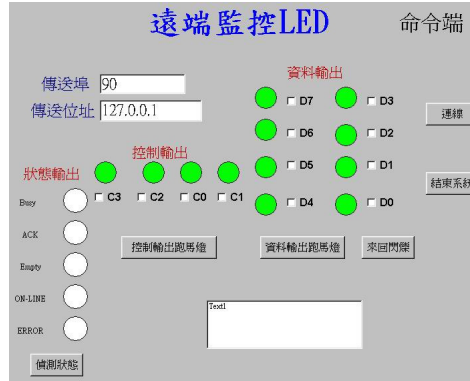 遠端監控LED 命令端
資料輸出
傳送埠 90
傳送位址 127.0.0.1
D7 D3
連線
D6 D2
控制輸出
狀態輸出
D5 D1
結束系統
C3 C2 C0 C1
D4 D0
Busy
ACK
控制輸出跑馬燈 資料輸出跑馬燈 來回閃爍
Empty
ON-LINE
Text1
ERROR
偵測狀態